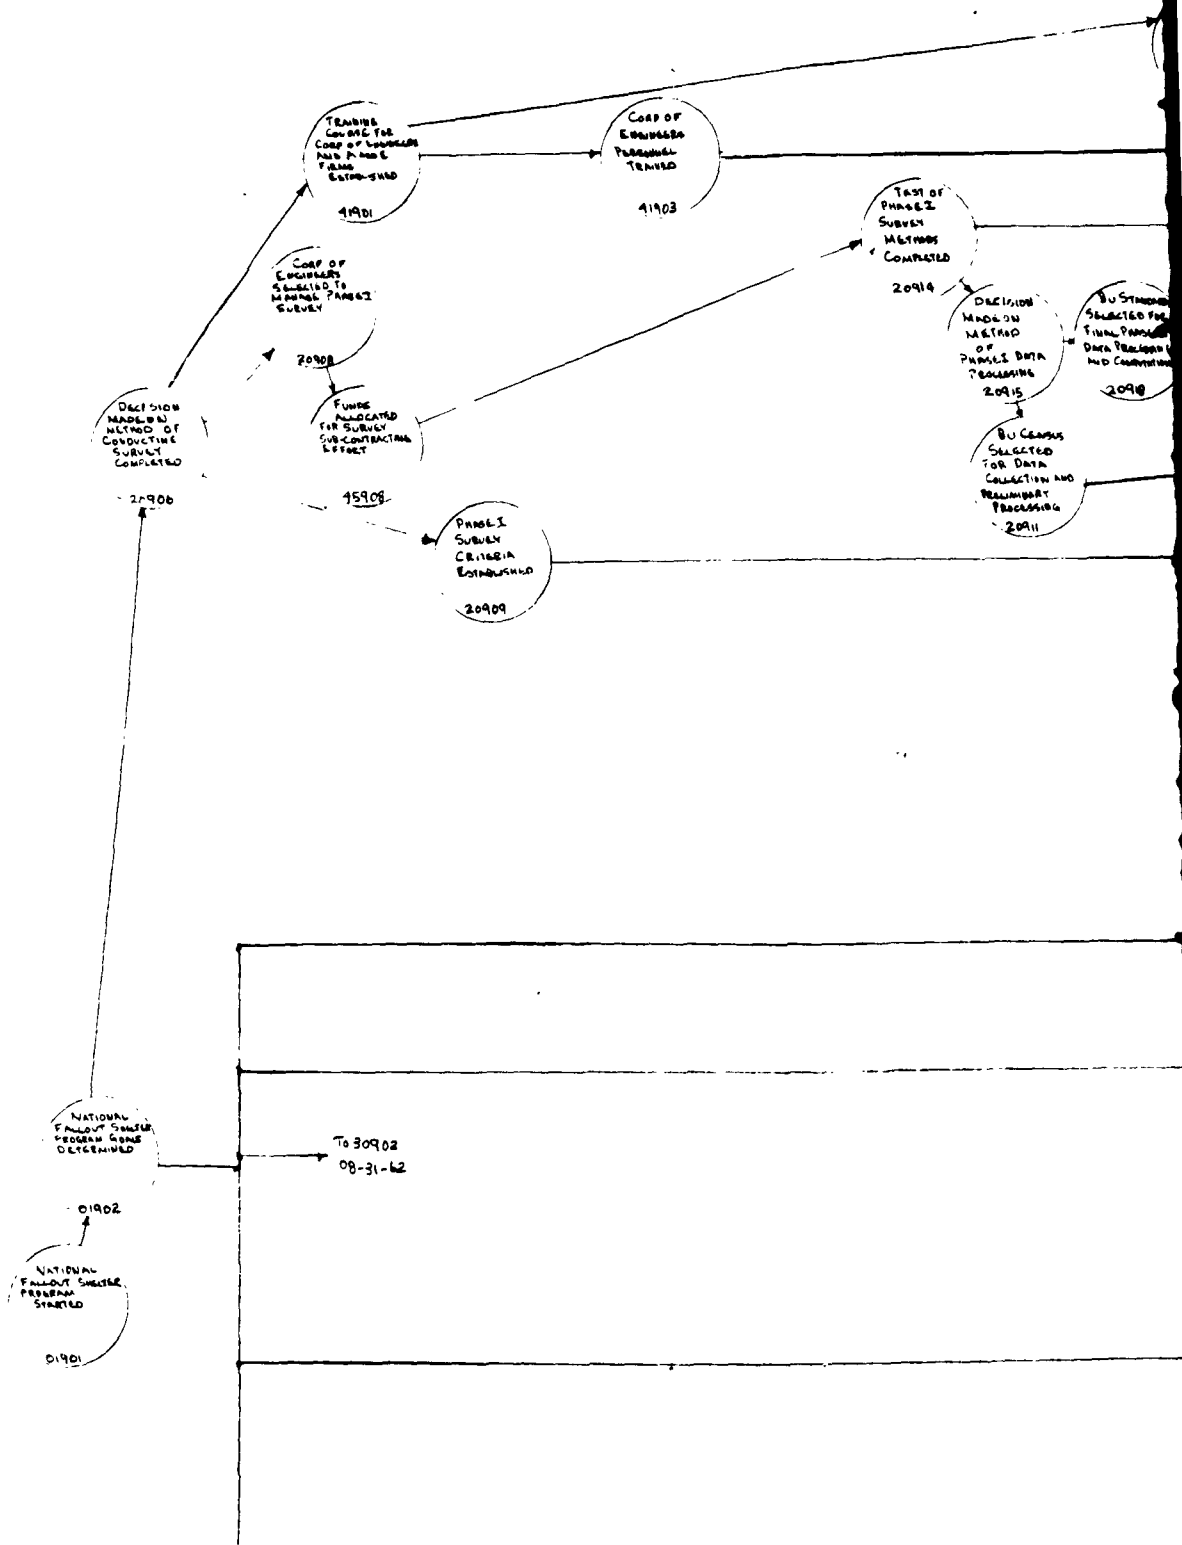 TRAINING
COURSE FOR
CORP OF ENGINEERS
AND A AND E
FIRMS
ESTABLISHED
41901
CORP OF
ENGINEERS
PERSONNEL
TRAINED
41903
TEST OF
PHASE I
SURVEY
METHODS
COMPLETED
20914
CORP OF
ENGINEERS
SELECTED TO
MANAGE PHASE I
SURVEY
20908
DECISION
MADE ON
METHOD
OF
PHASE I DATA
PROCESSING
20915
BU STANDARD
SELECTED FOR
FINAL PHASE
DATA PROCESSING
AND COMPUTATION
20918
DECISION
MADE ON
METHOD OF
CONDUCTING
SURVEY
COMPLETED
20906
FUNDS
ALLOCATED
FOR SURVEY
SUB-CONTRACTING
EFFORT
45908
BU CENSUS
SELECTED
FOR DATA
COLLECTION AND
PRELIMINARY
PROCESSING
20911
PHASE I
SURVEY
CRITERIA
ESTABLISHED
20909
NATIONAL
FALLOUT SHELTER
PROGRAM GOALS
DETERMINED
01902
TO 30902
08-31-62
NATIONAL
FALLOUT SHELTER
PROGRAM
STARTED
01901